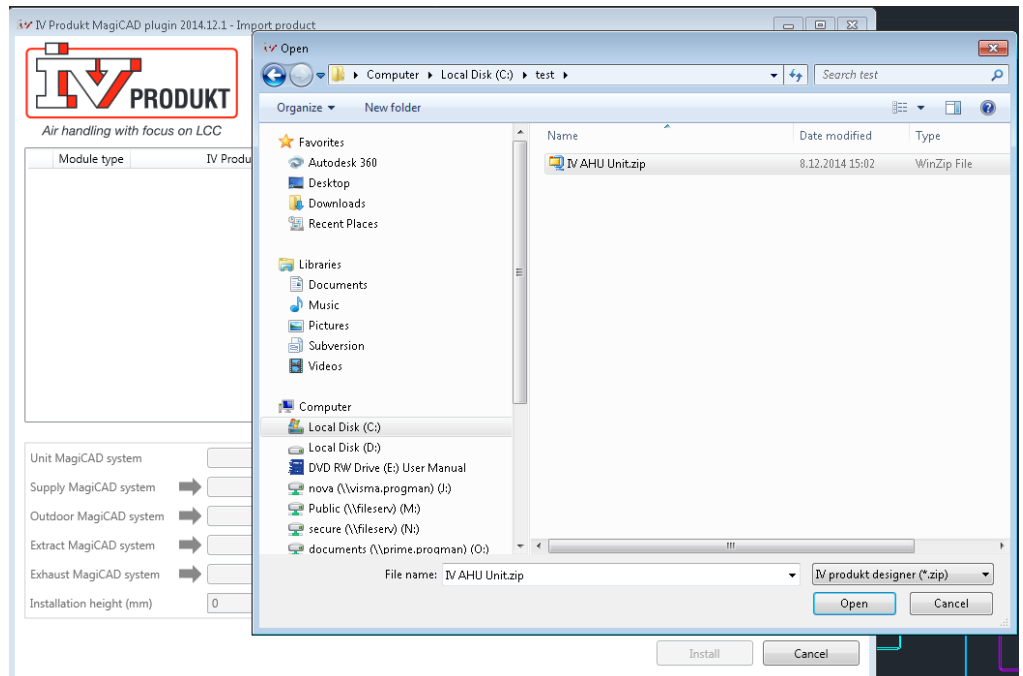 IV Produkt MagiCAD plugin 2014.12.1 - Import product
IV PRODUKT
Air handling with focus on LCC
Module type IV Produ
Unit MagiCAD system
Supply MagiCAD system
Outdoor MagiCAD system
Extract MagiCAD system
Exhaust MagiCAD system
Installation height (mm) 0
Install Cancel
Open
Computer Local Disk (C:) test
Search test
Organize New folder
Favorites
Autodesk 360
Desktop
Downloads
Recent Places
Libraries
Documents
Music
Pictures
Subversion
Videos
Computer
Local Disk (C:)
Local Disk (D:)
DVD RW Drive (E:) User Manual
nova (\\visma.progman) (J:)
Public (\\fileserv) (M:)
secure (\\fileserv) (N:)
documents (\\prime.progman) (O:)
Name Date modified Type
IV AHU Unit.zip 8.12.2014 15:02 WinZip File
File name: IV AHU Unit.zip IV produkt designer (*.zip)
Open Cancel